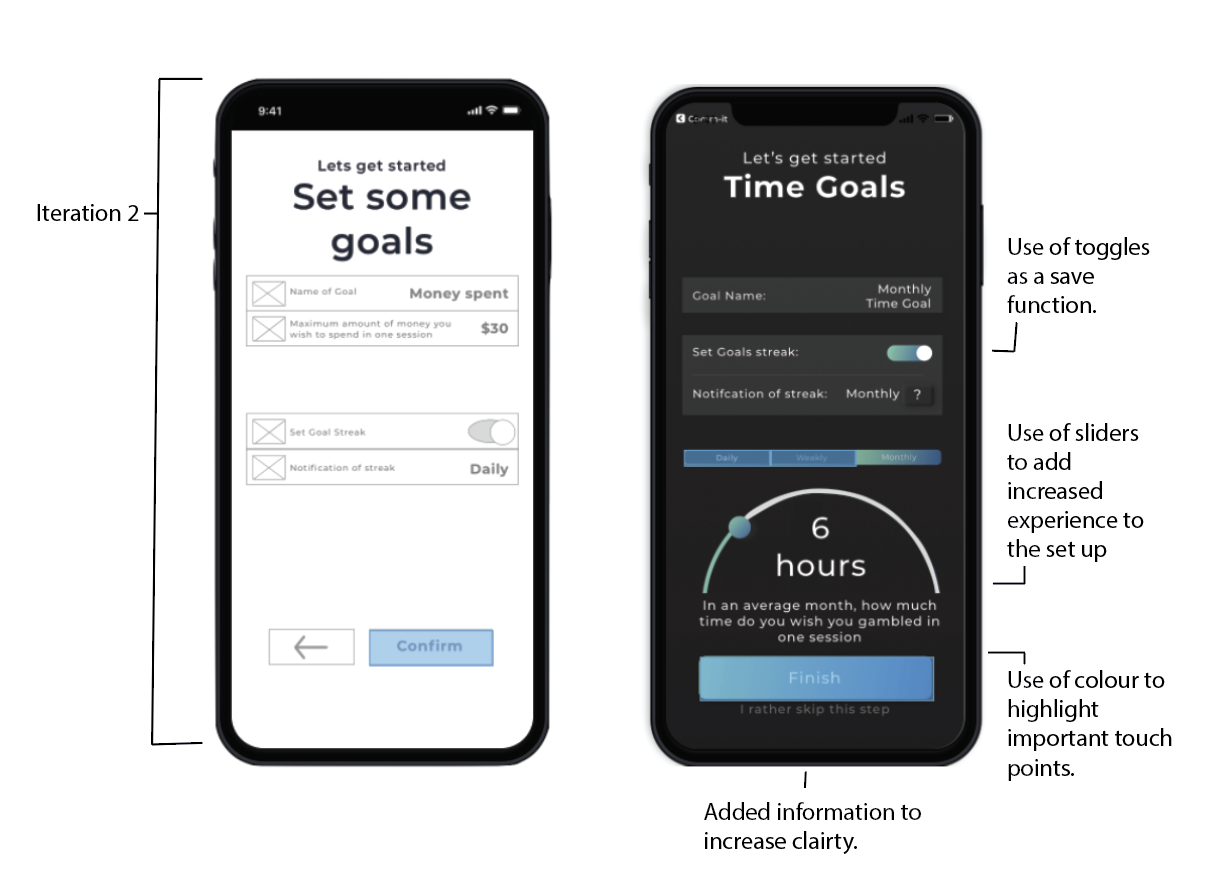 Iteration 2
9:41
Lets get started
Set some
goals
Name of Goal
Money spent
Maximum amount of money you
wish to spend in one session
$30
Set Goal Streak
Notification of streak
Daily
Confirm
Let's get started
Time Goals
Goal Name:
Monthly
Time Goal
Set Goals streak:
Notifcation of streak:
Monthly
?
Daily
Weekly
Monthly
6
hours
In an average month, how much
time do you wish you gambled in
one session
Finish
I rather skip this step
Use of toggles
as a save
function.
Use of sliders
to add
increased
experience to
the set up
Use of colour to
highlight
important touch
points.
Added information to
increase clairty.